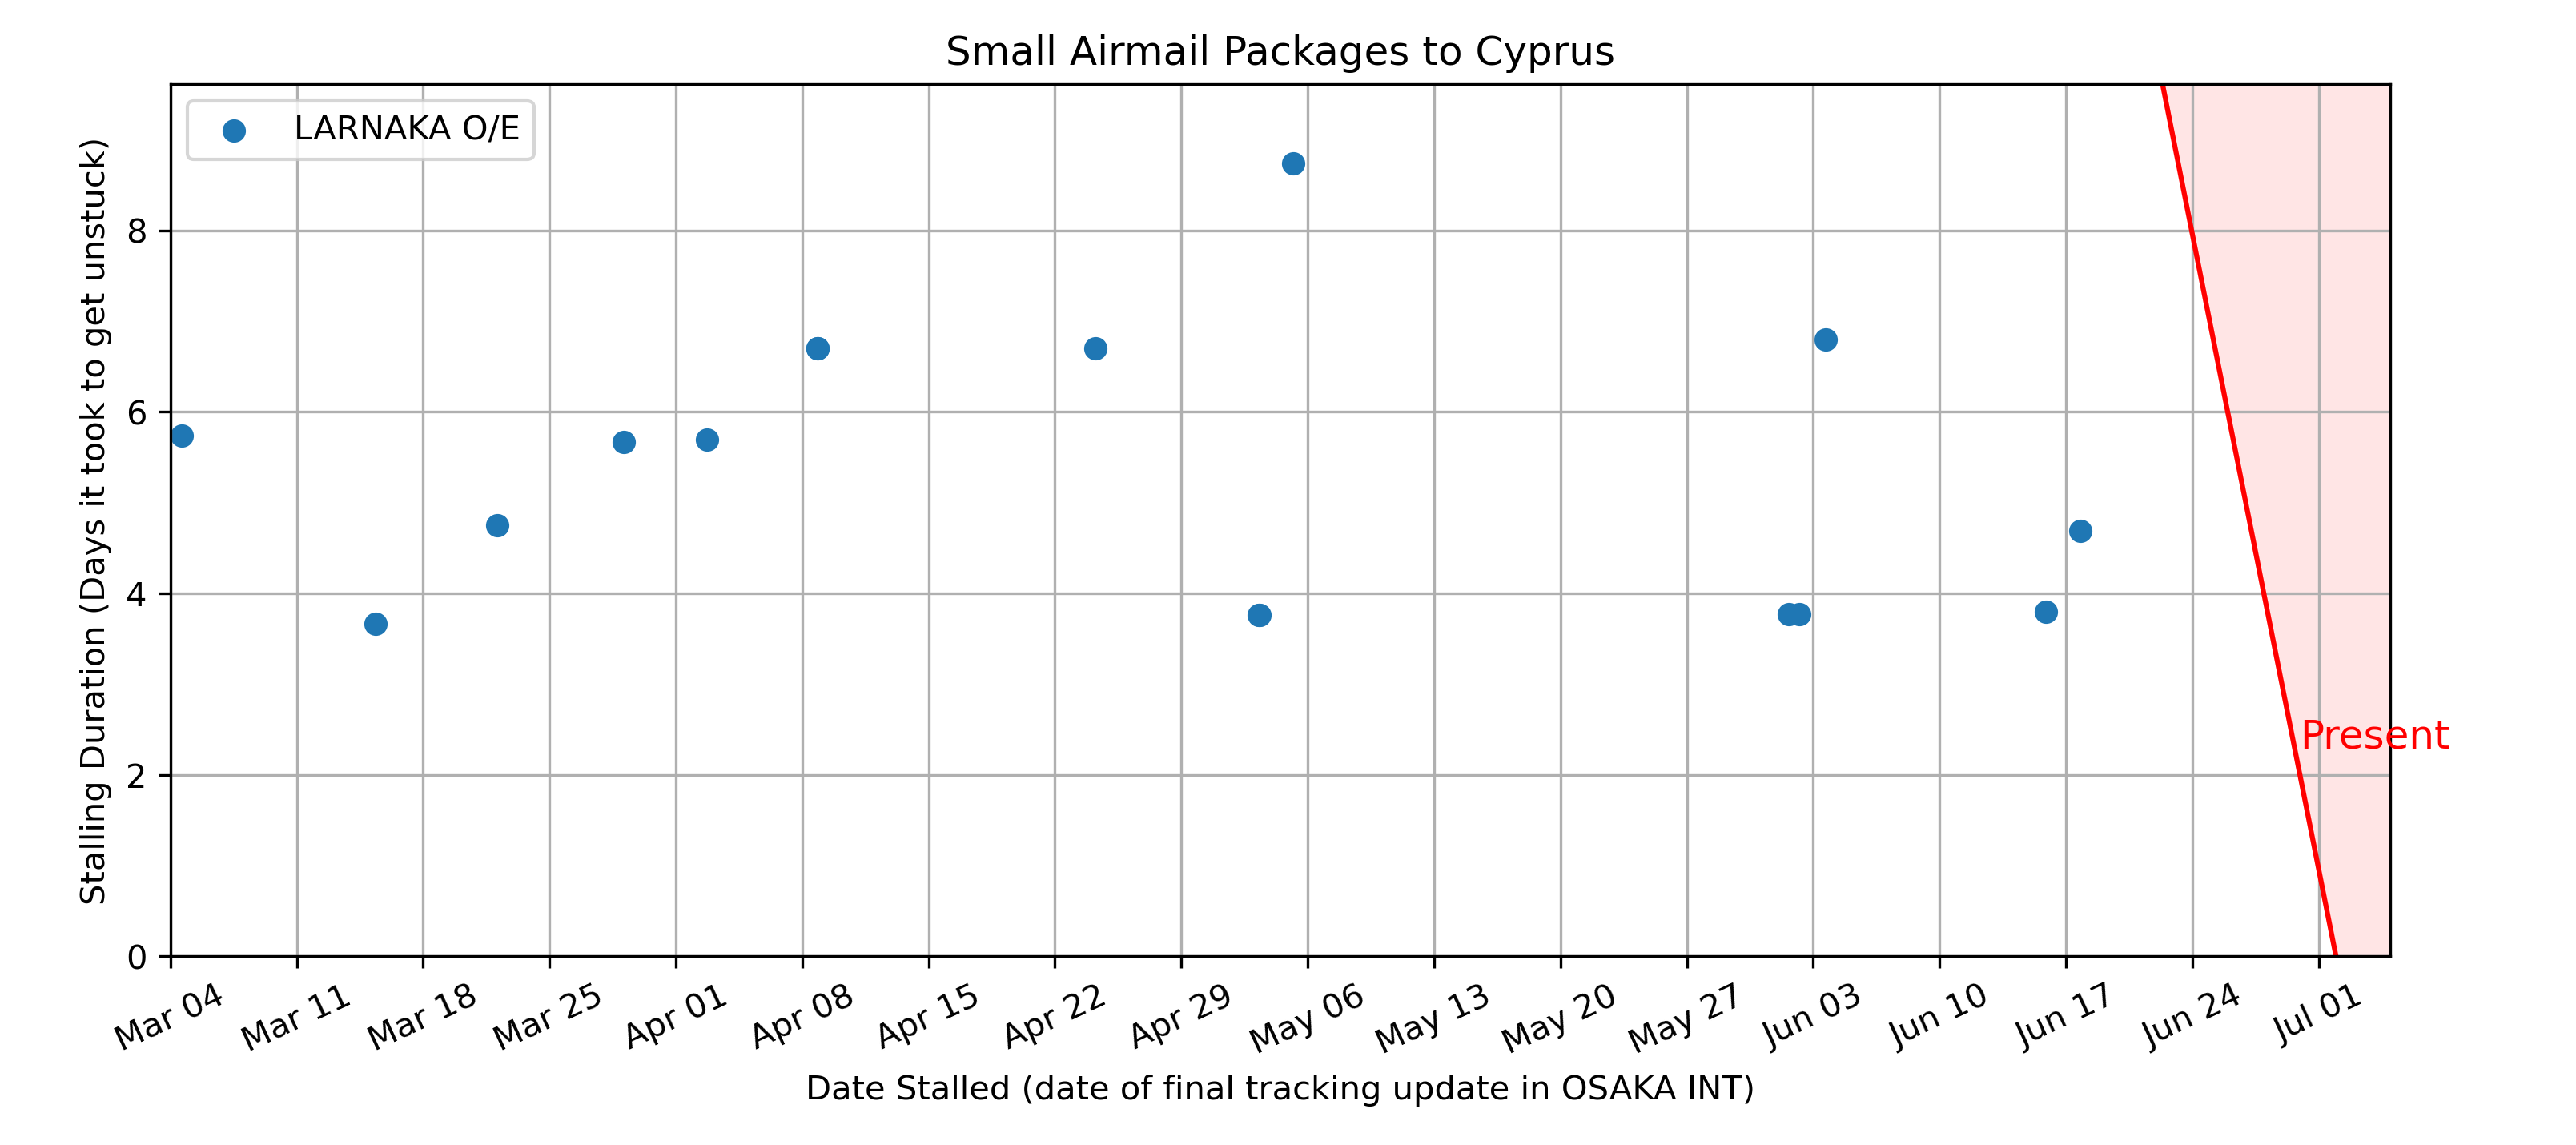 Small Airmail Packages to Cyprus
LARNAKA O/E
Stalling Duration (Days it took to get unstuck)
8
6
4
2
0
Present
Mar 04 Mar 11 Mar 18 Mar 25 Apr 01 Apr 08 Apr 15 Apr 22 Apr 29 May 06 May 13 May 20 May 27 Jun 03 Jun 10 Jun 17 Jun 24 Jul 01
Date Stalled (date of final tracking update in OSAKA INT)